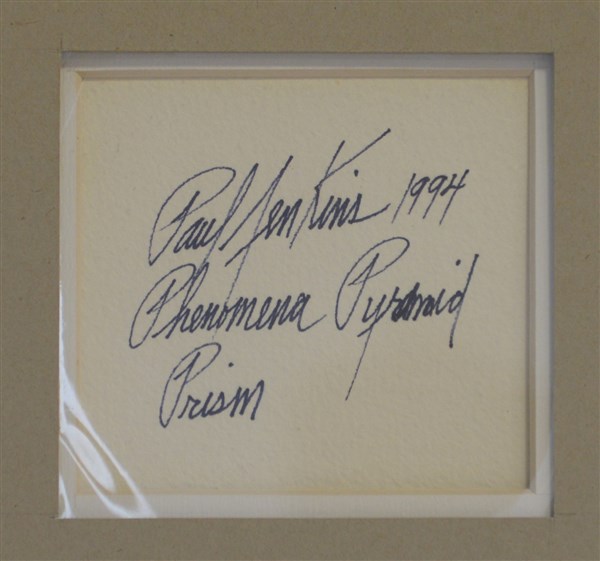 Paul Jenkins 1994
Phenomena Pyramid
Prism